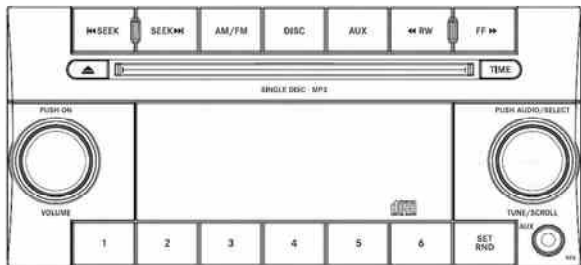 ⏮SEEK SEEK⏭ AM/FM DISC AUX ◀◀ RW FF ▶▶
TIME
SINGLE DISC - MP3
PUSH ON PUSH AUDIO/SELECT
VOLUME TUNE/SCROLL
AUX
1 2 3 4 5 6 SET
RND